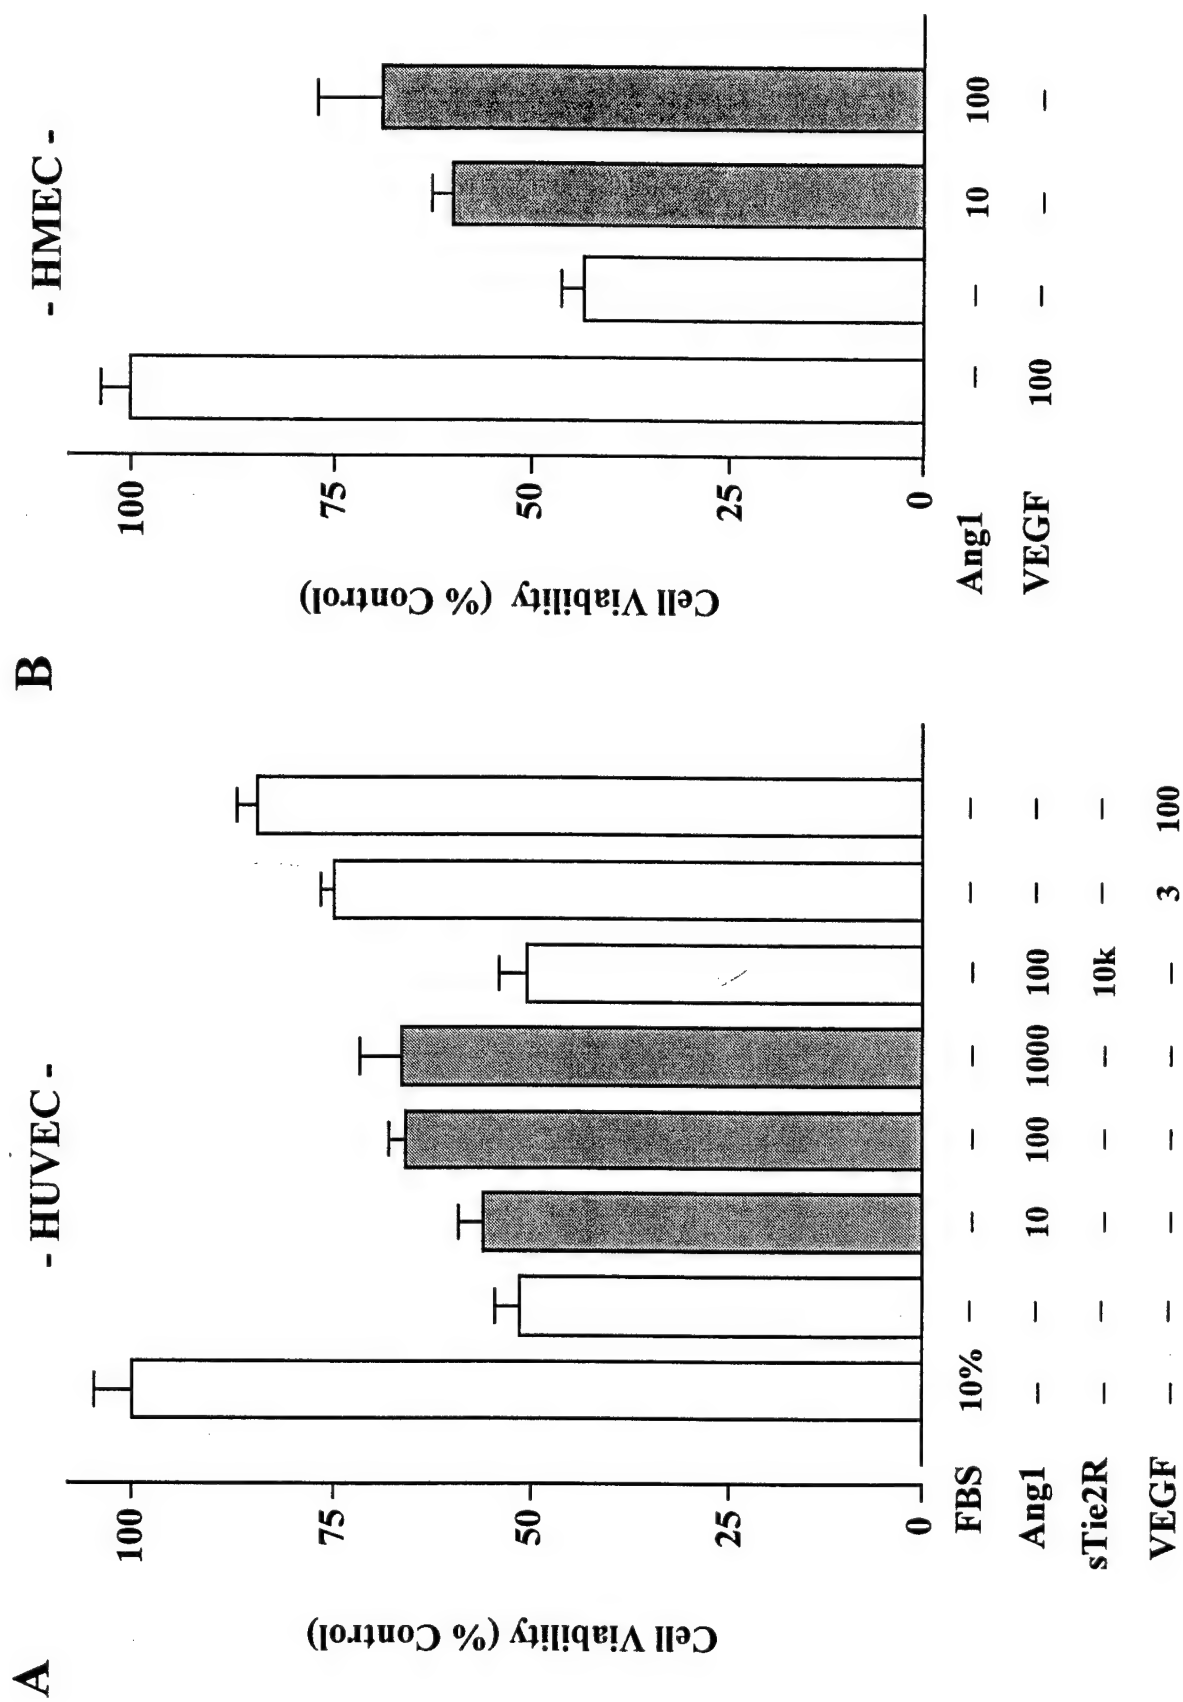 A
- HUVEC -
Cell Viability (% Control)
100
75
50
25
0
FBS 10% – – – – – – –
Ang1 – – 10 100 1000 100 – –
sTie2R – – – – – 10k – –
VEGF – – – – – – 3 100
B
- HMEC -
Cell Viability (% Control)
100
75
50
25
0
Ang1 – – 10 100
VEGF 100 – – –